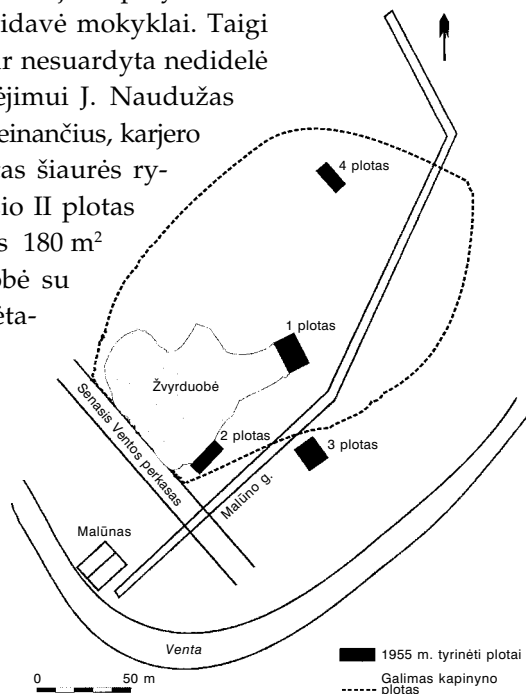 idavė mokyklai. Taigi
ir nesuardyta nedidelė
ėjimui J. Naudužas
einančius, karjero
as šiaurės ry-
io II plotas
s 180 m²
obė su
ėta-
4 plotas
1 plotas
Žvyrduobė
2 plotas
3 plotas
Senasis Ventos perkasas
Malūno g.
Malūnas
Venta
0 50 m
1955 m. tyrinėti plotai
Galimas kapinyno
plotas